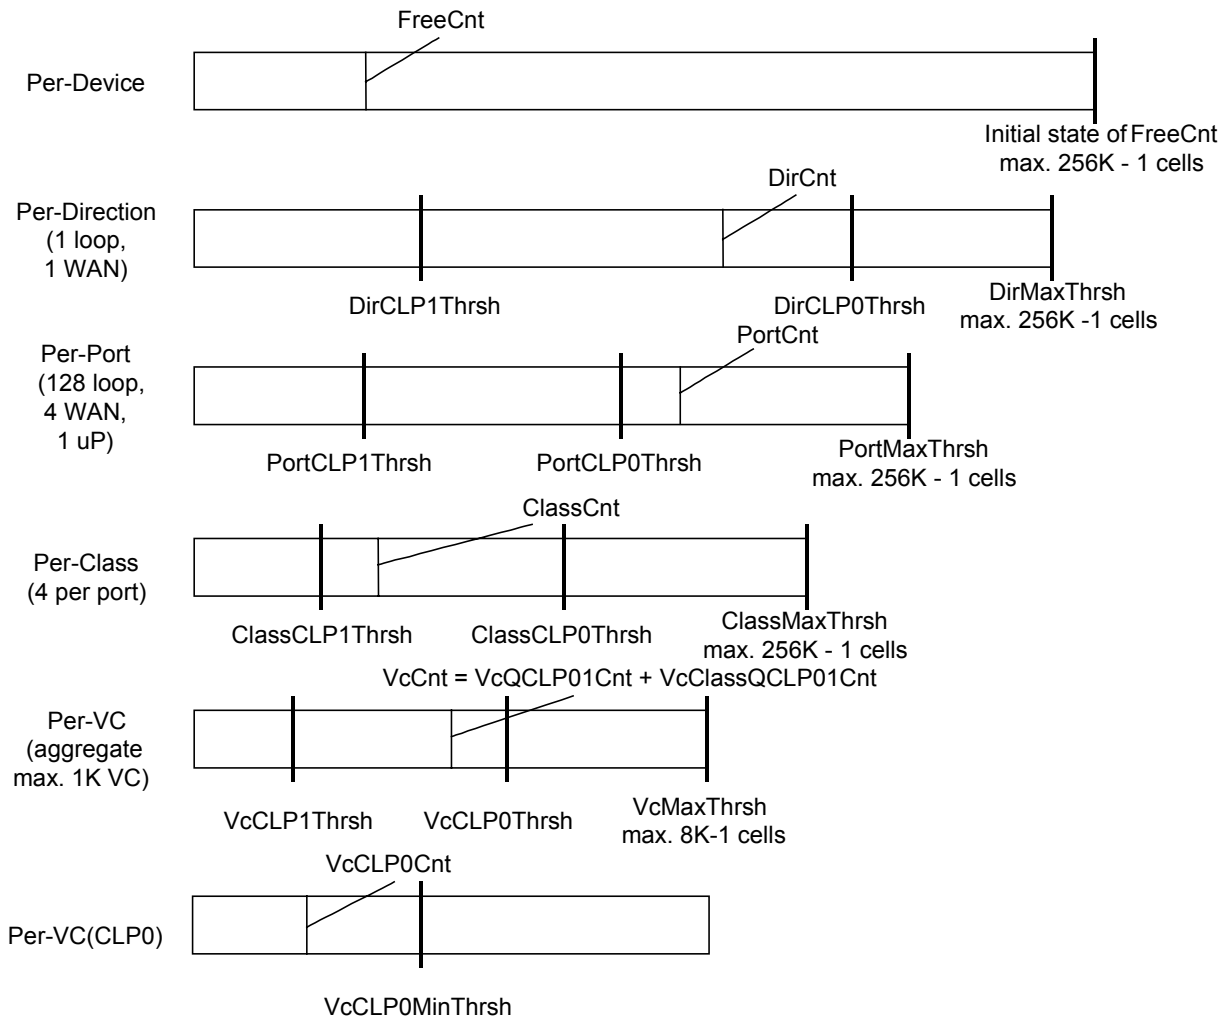 FreeCnt
Per-Device
Initial state of FreeCnt
max. 256K - 1 cells
DirCnt
Per-Direction
(1 loop,
1 WAN)
DirCLP1Thrsh
DirCLP0Thrsh
DirMaxThrsh
max. 256K -1 cells
PortCnt
Per-Port
(128 loop,
4 WAN,
1 uP)
PortCLP1Thrsh
PortCLP0Thrsh
PortMaxThrsh
max. 256K - 1 cells
ClassCnt
Per-Class
(4 per port)
ClassCLP1Thrsh
ClassCLP0Thrsh
ClassMaxThrsh
max. 256K - 1 cells
VcCnt = VcQCLP01Cnt + VcClassQCLP01Cnt
Per-VC
(aggregate
max. 1K VC)
VcCLP1Thrsh
VcCLP0Thrsh
VcMaxThrsh
max. 8K-1 cells
VcCLP0Cnt
Per-VC(CLP0)
VcCLP0MinThrsh